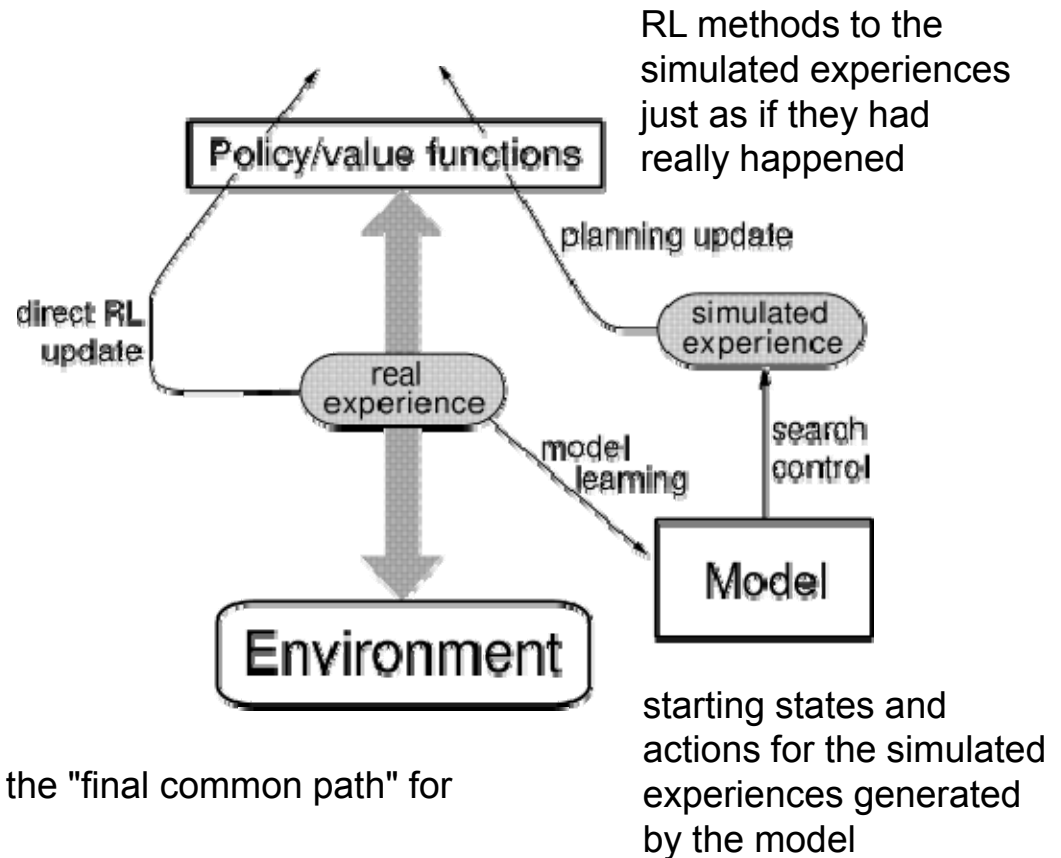 RL methods to the
simulated experiences
just as if they had
really happened
Policy/value functions
planning update
direct RL
update
simulated
experience
real
experience
model
learning
search
control
Model
Environment
starting states and
actions for the simulated
experiences generated
by the model
the "final common path" for